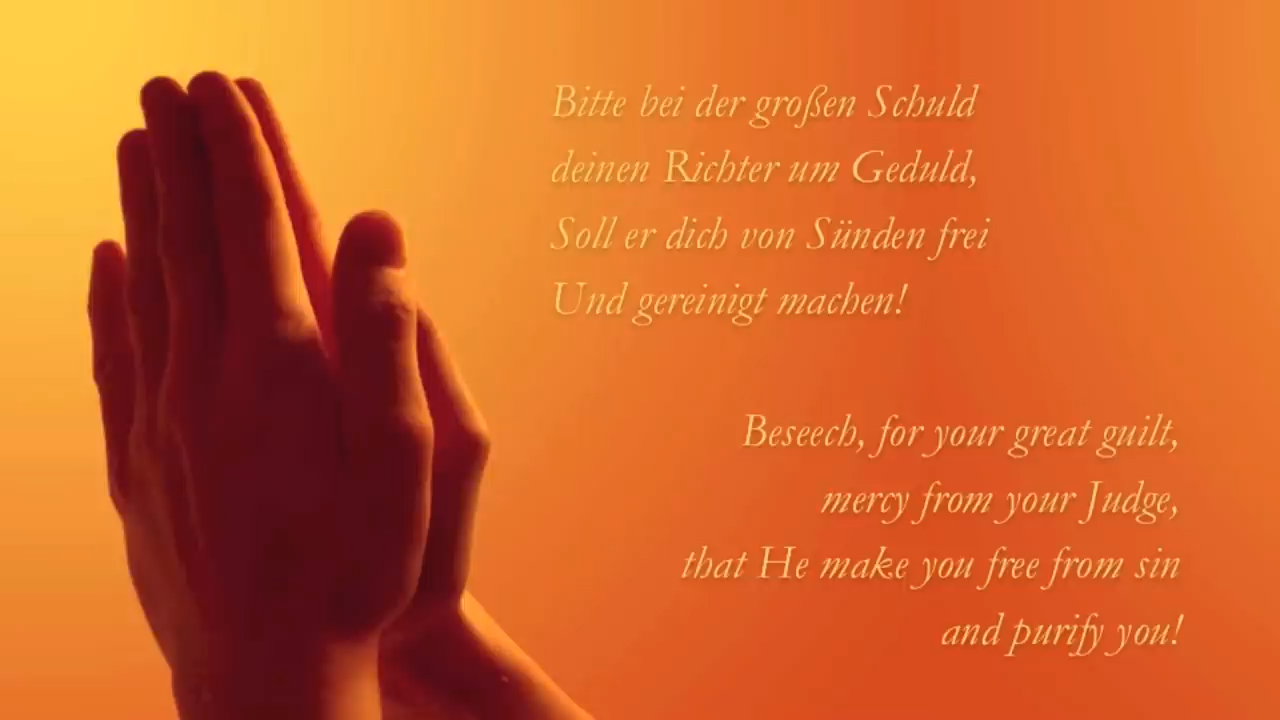 Bitte bei der großen Schuld
deinen Richter um Geduld,
Soll er dich von Sünden frei
Und gereinigt machen!
Beseech, for your great guilt,
mercy from your Judge,
that He make you free from sin
and purify you!